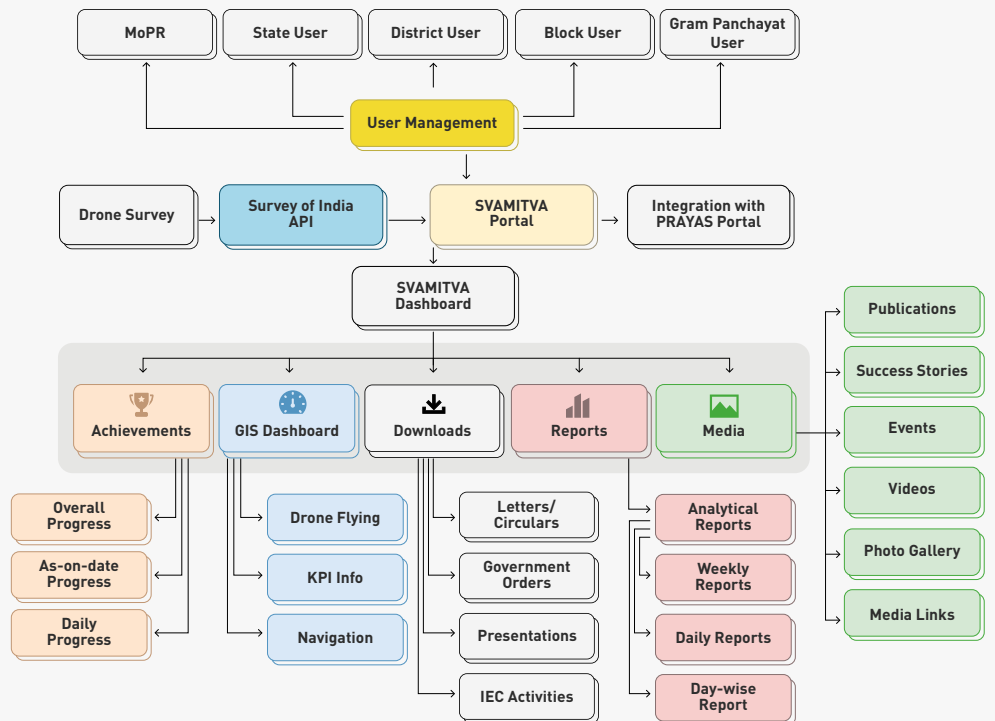 MoPR
State User
District User
Block User
Gram Panchayat
User
User Management
Drone Survey
Survey of India
API
SVAMITVA
Portal
Integration with
PRAYAS Portal
SVAMITVA
Dashboard
Achievements
GIS Dashboard
Downloads
Reports
Media
Overall
Progress
As-on-date
Progress
Daily
Progress
Drone Flying
KPI Info
Navigation
Letters/
Circulars
Government
Orders
Presentations
IEC Activities
Analytical
Reports
Weekly
Reports
Daily Reports
Day-wise
Report
Publications
Success Stories
Events
Videos
Photo Gallery
Media Links